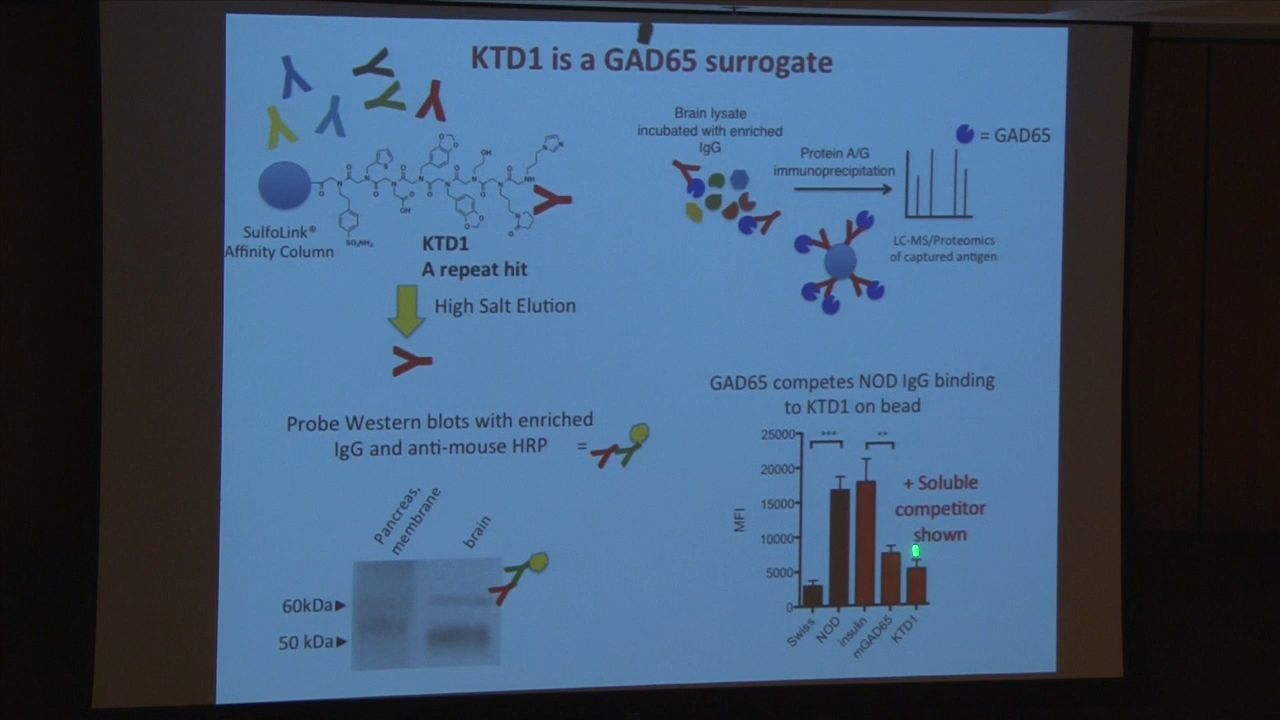 KTD1 is a GAD65 surrogate
SulfoLink®
Affinity Column
SO₂NH₂
KTD1
A repeat hit
High Salt Elution
Probe Western blots with enriched
IgG and anti-mouse HRP =
Pancreas,
membrane
brain
60kDa
50 kDa
Brain lysate
incubated with enriched
IgG
Protein A/G
immunoprecipitation
= GAD65
LC-MS/Proteomics
of captured antigen
GAD65 competes NOD IgG binding
to KTD1 on bead
MFI
25000
20000
15000
10000
5000
0
***
**
+ Soluble
competitor
shown
Swiss
NOD
insulin
mGAD65
KTD1